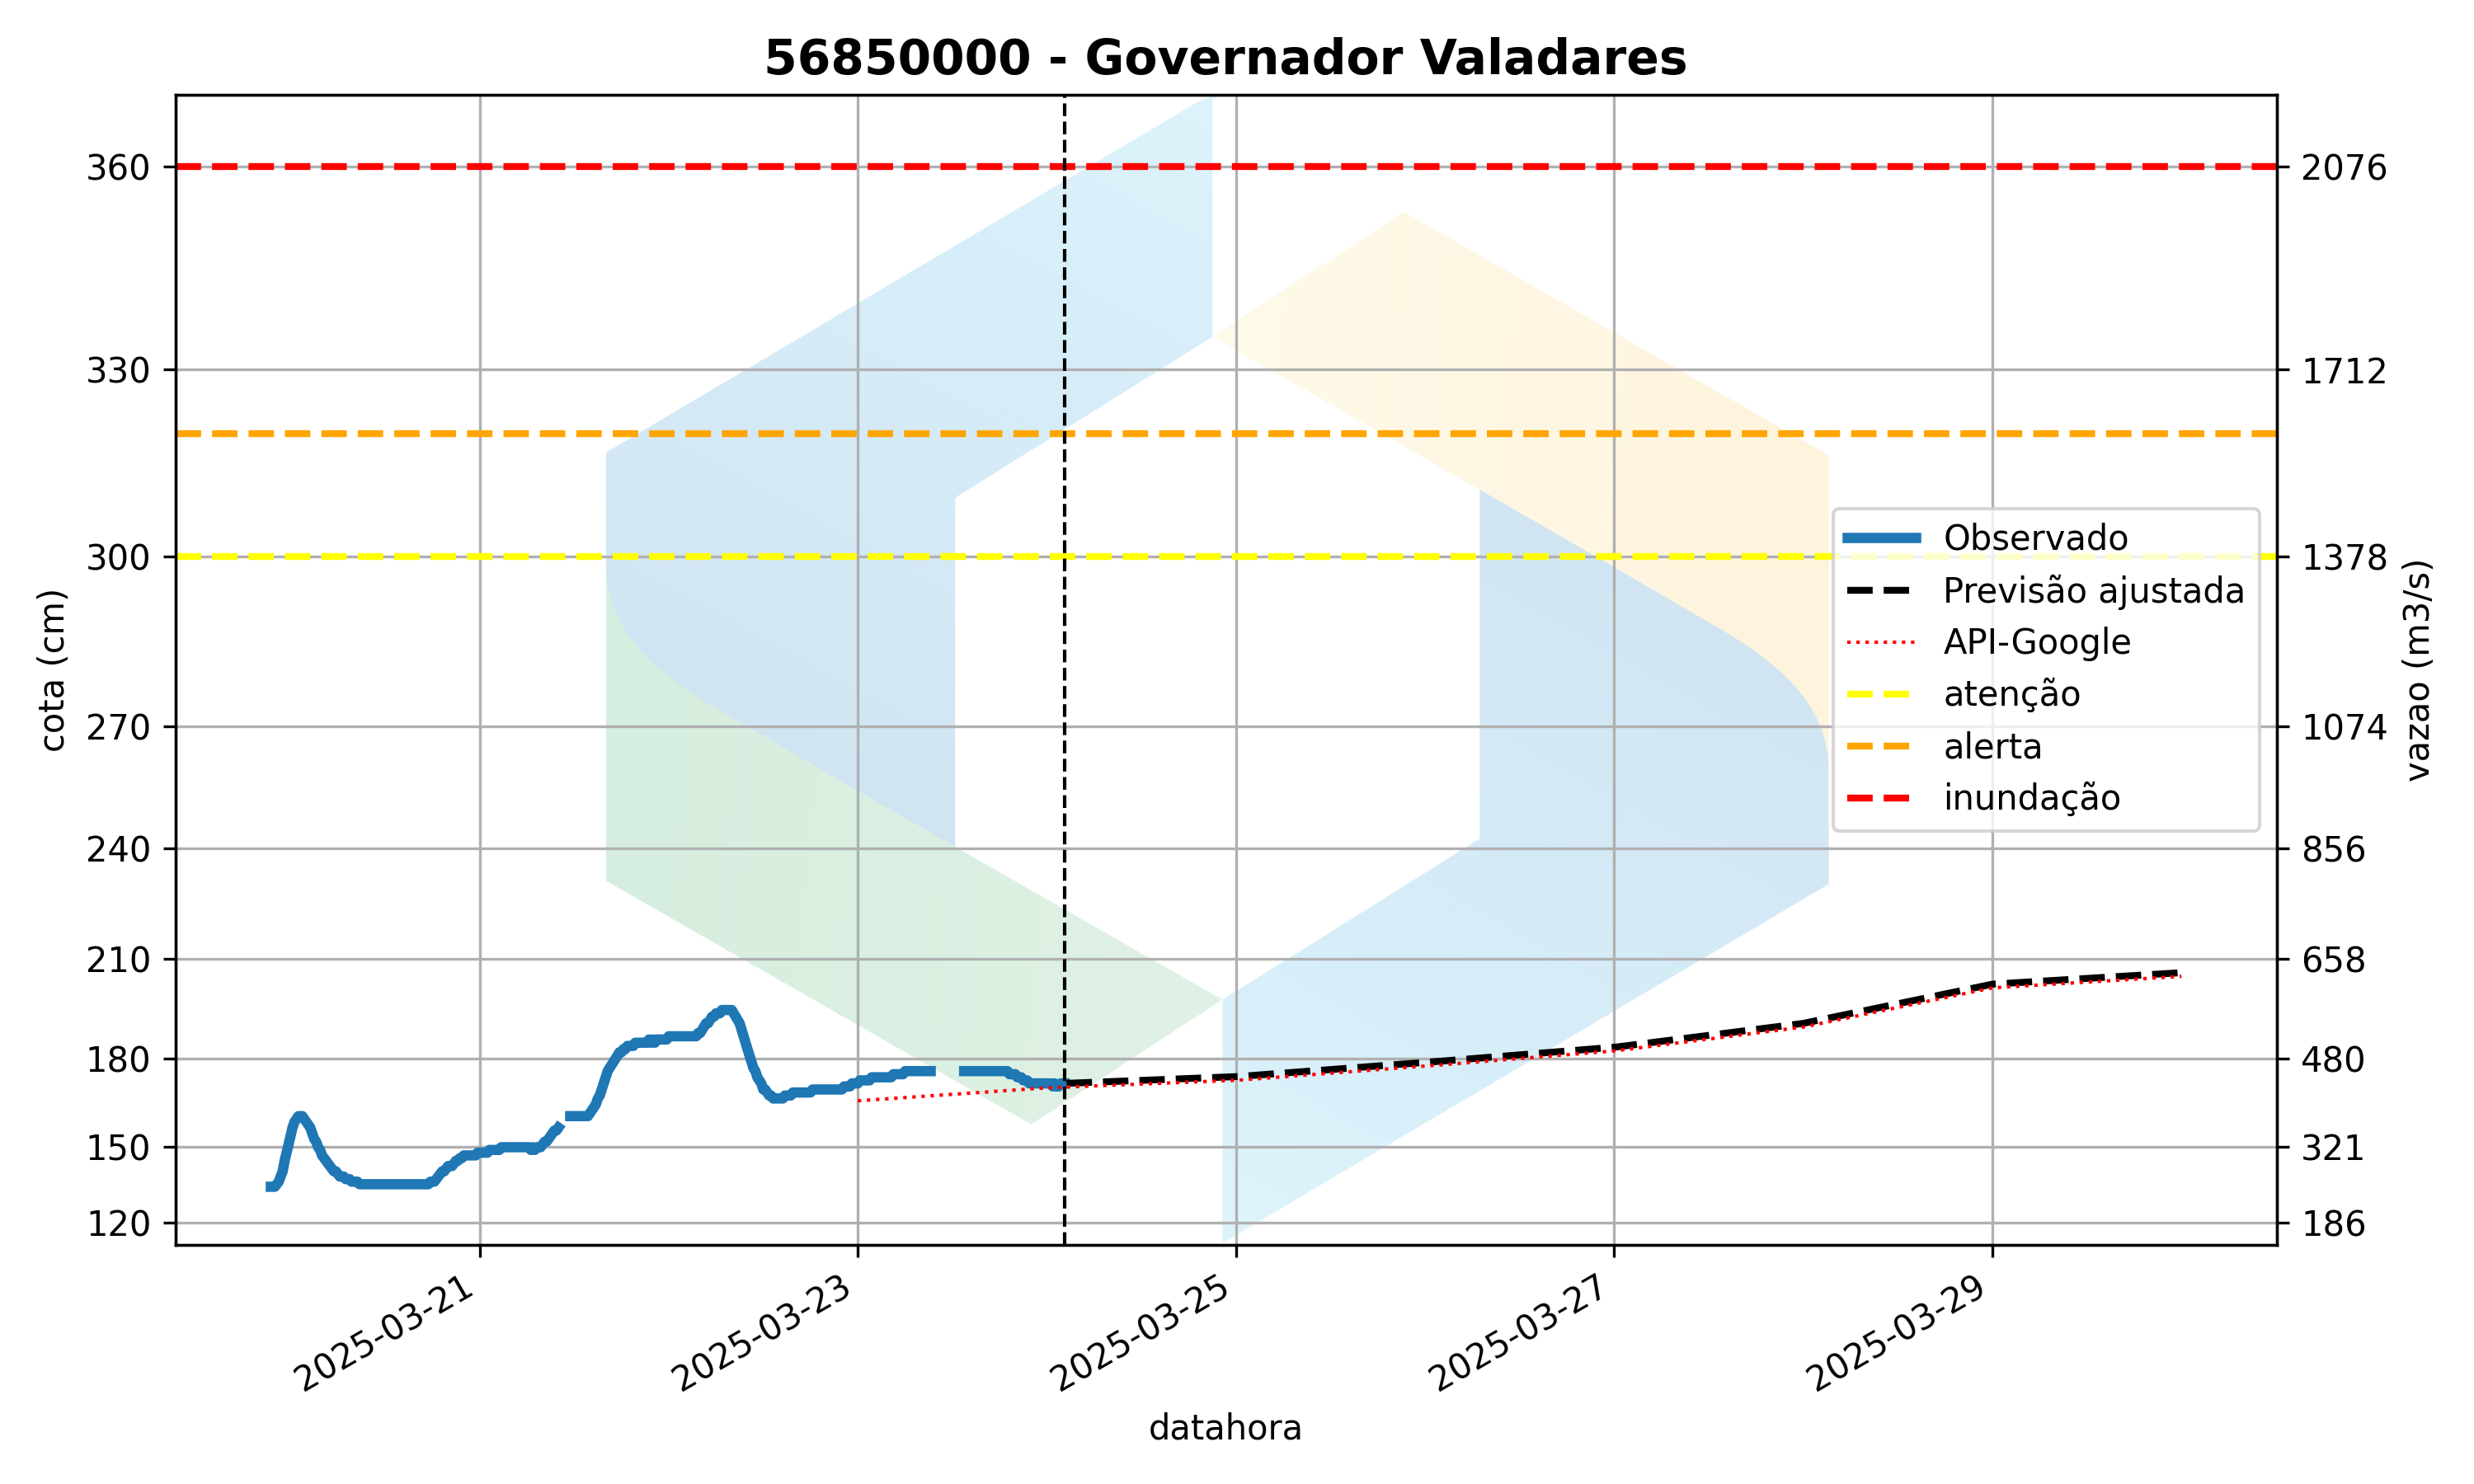 56850000 - Governador Valadares
cota (cm)
360
330
300
270
240
210
180
150
120
2076
1712
1378
1074
856
658
480
321
186
vazao (m3/s)
Observado
Previsão ajustada
API-Google
atenção
alerta
inundação
2025-03-21
2025-03-23
2025-03-25
2025-03-27
2025-03-29
datahora